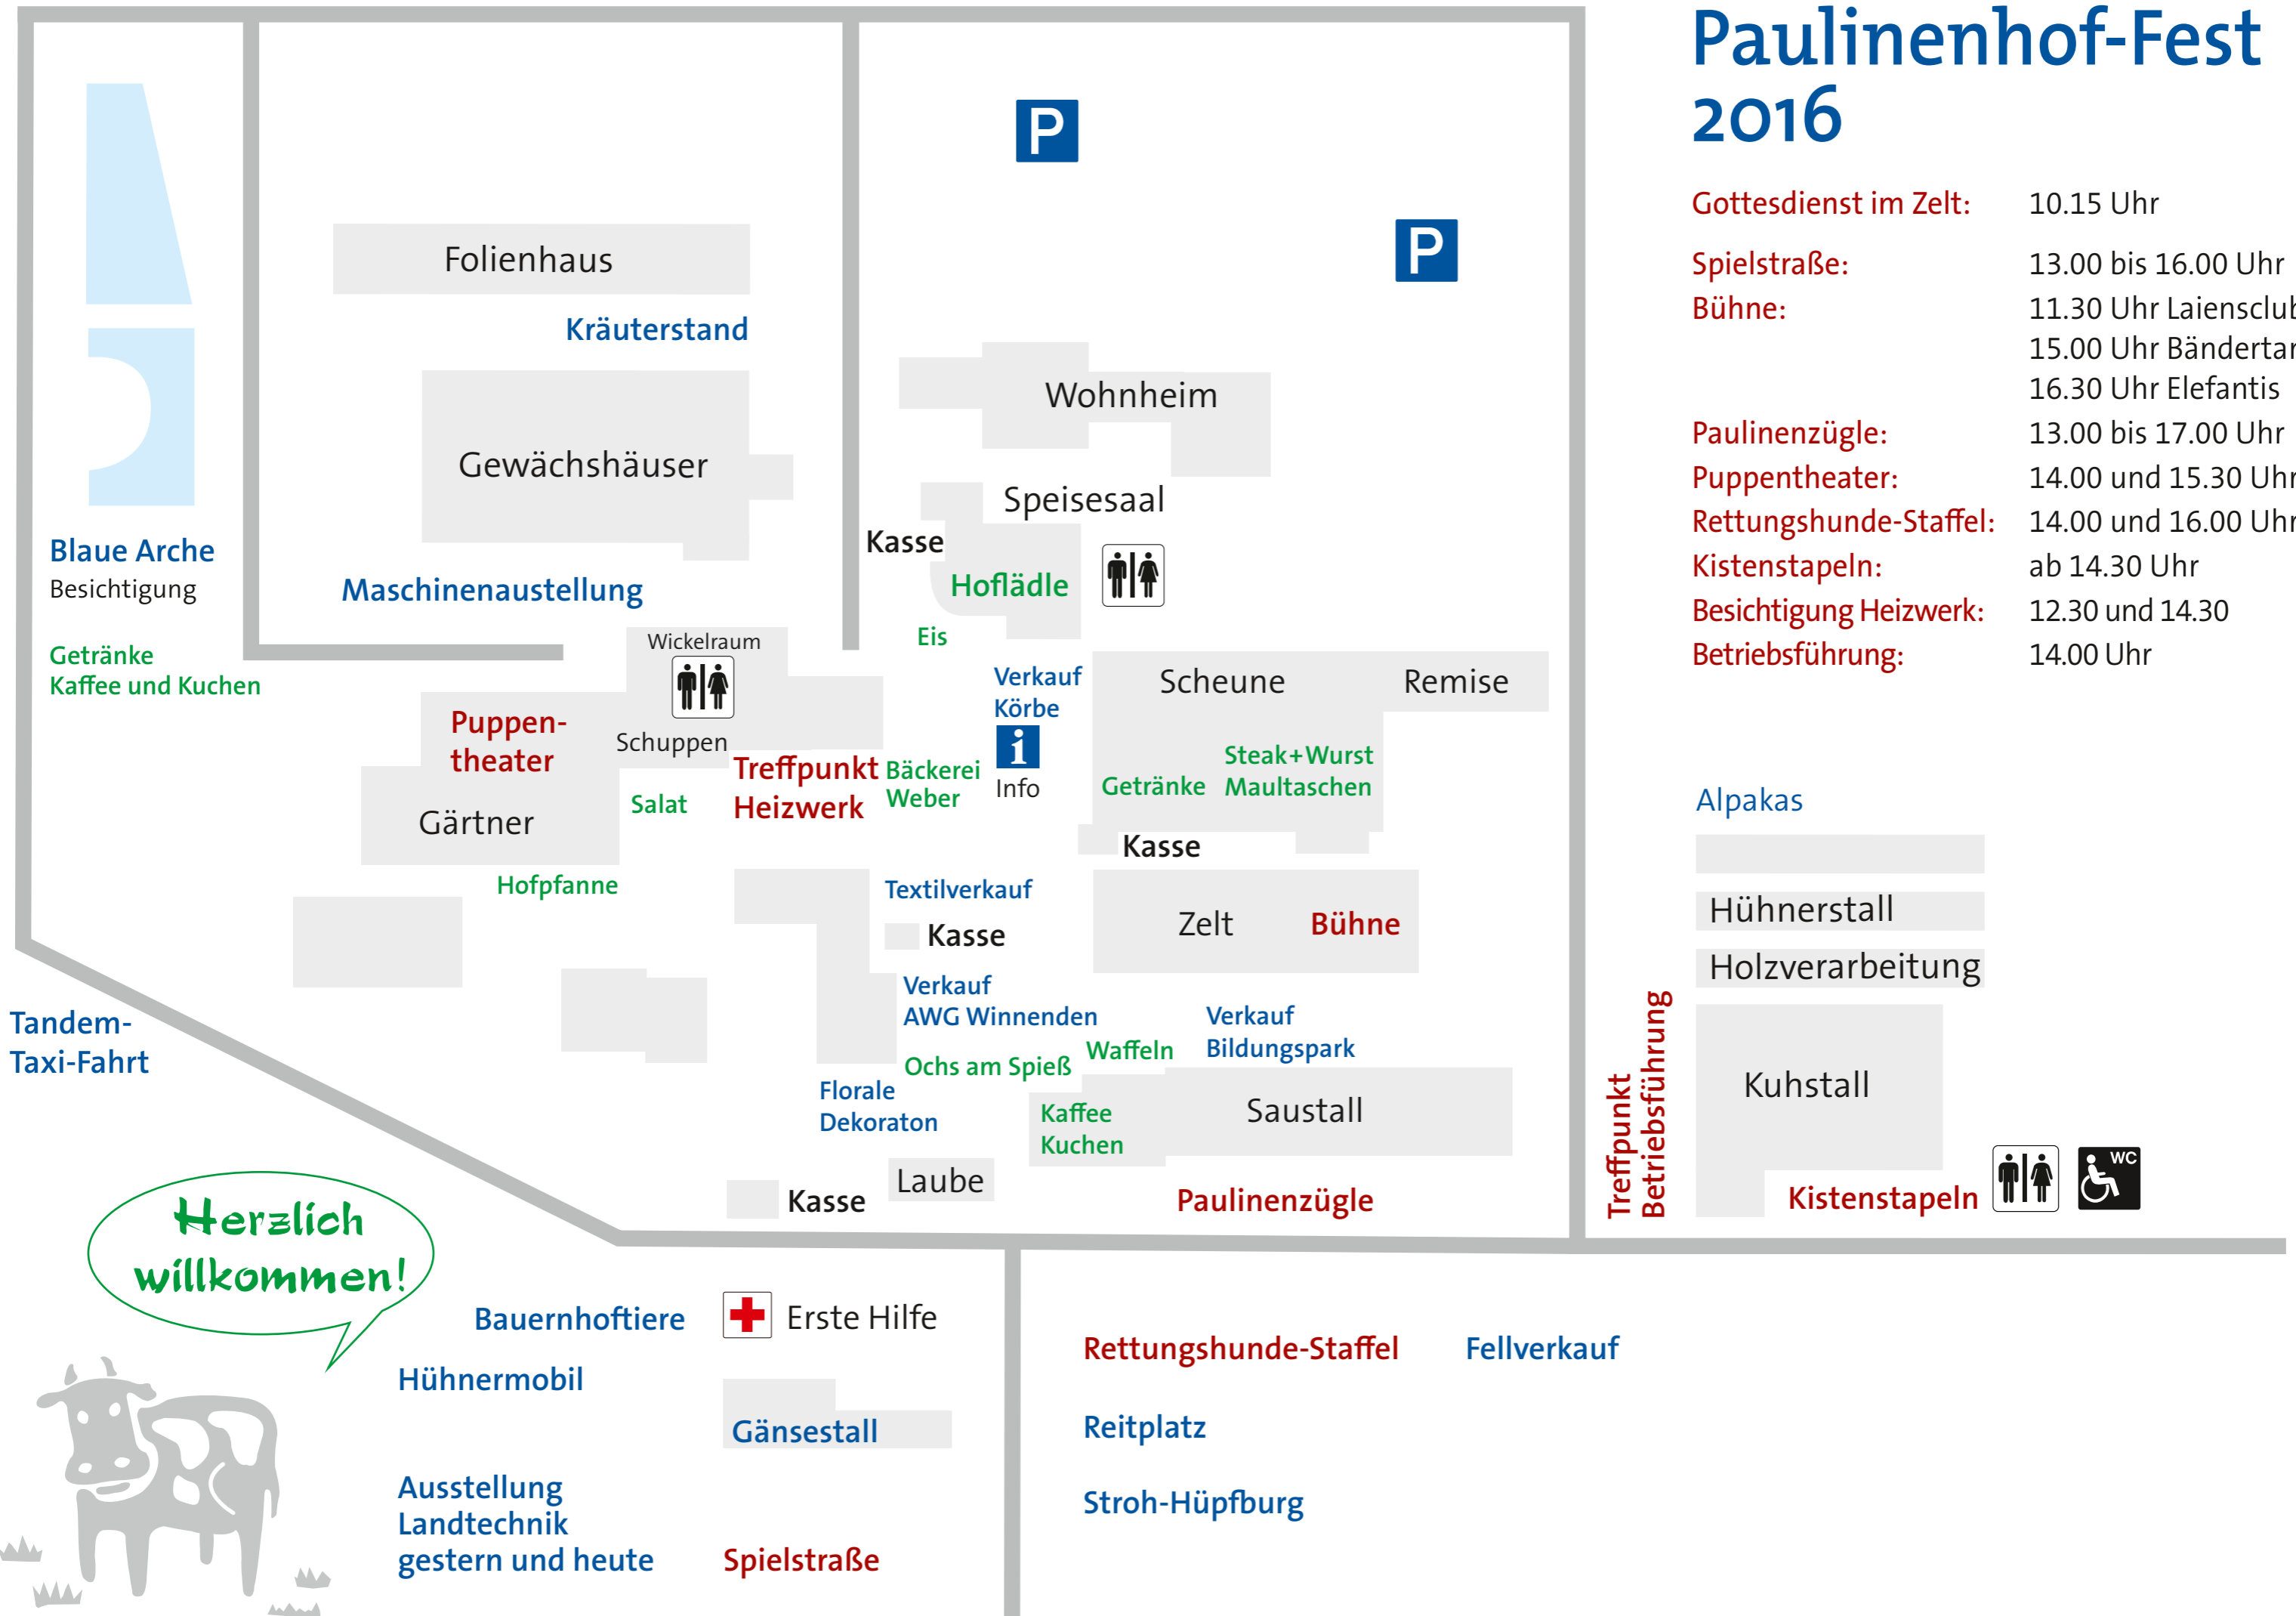 Paulinenhof-Fest
2016
Gottesdienst im Zelt: 10.15 Uhr
Spielstraße: 13.00 bis 16.00 Uhr
Bühne: 11.30 Uhr
15.00 Uhr
16.30 Uhr Elefantis
Paulinenzügle: 13.00 bis 17.00 Uhr
Puppentheater: 14.00 und 15.30 Uhr
Rettungshunde-Staffel: 14.00 und 16.00 Uhr
Kistenstapeln: ab 14.30 Uhr
Besichtigung Heizwerk: 12.30 und 14.30
Betriebsführung: 14.00 Uhr
P
P
Folienhaus
Kräuterstand
Gewächshäuser
Maschinenaustellung
Blaue Arche
Besichtigung
Getränke
Kaffee und Kuchen
Wohnheim
Speisesaal
Kasse
Hoflädle
Eis
Wickelraum
Schuppen
Puppen-
theater
Gärtner
Salat
Hofpfanne
Treffpunkt
Heizwerk
Bäckerei
Weber
Verkauf
Körbe
i
Info
Scheune
Remise
Getränke
Steak+Wurst
Maultaschen
Kasse
Zelt
Bühne
Textilverkauf
Kasse
Verkauf
AWG Winnenden
Ochs am Spieß
Waffeln
Verkauf
Bildungspark
Florale
Dekoraton
Kaffee
Kuchen
Saustall
Laube
Kasse
Paulinenzügle
Alpakas
Hühnerstall
Holzverarbeitung
Kuhstall
Treffpunkt
Betriebsführung
Kistenstapeln
WC
Tandem-
Taxi-Fahrt
Herzlich
willkommen!
Bauernhoftiere
Erste Hilfe
Hühnermobil
Gänsestall
Ausstellung
Landtechnik
gestern und heute
Spielstraße
Rettungshunde-Staffel
Fellverkauf
Reitplatz
Stroh-Hüpfburg